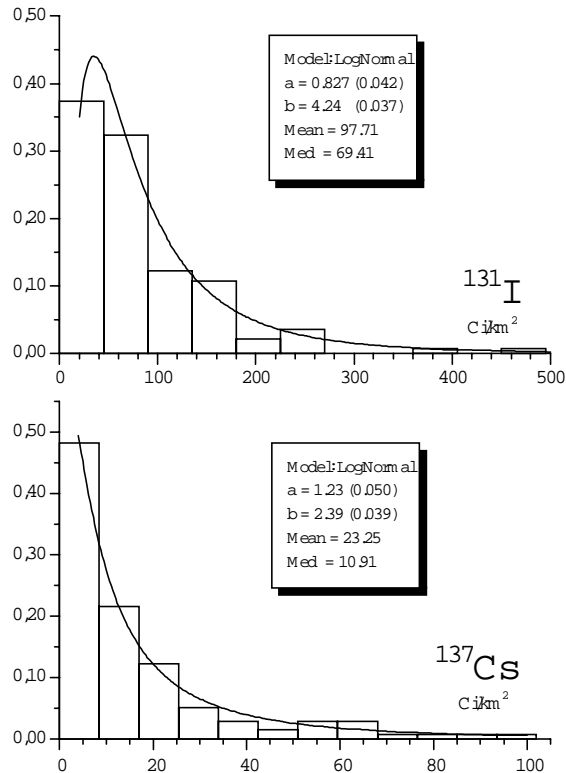 0,50
0,40
0,30
0,20
0,10
0,00
0 100 200 300 400 500
Model:LogNormal
a = 0.827 (0.042)
b = 4.24 (0.037)
Mean = 97.71
Med = 69.41
131I
Ci/km2
0,50
0,40
0,30
0,20
0,10
0,00
0 20 40 60 80 100
Model:LogNormal
a = 1.23 (0.050)
b = 2.39 (0.039)
Mean = 23.25
Med = 10.91
137Cs
Ci/km2